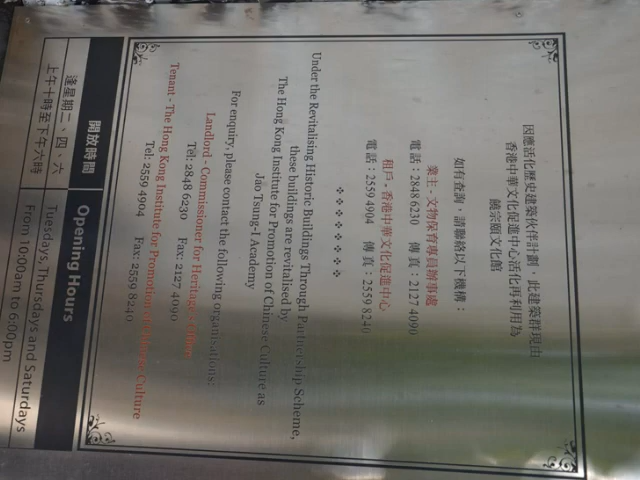 因應活化歷史建築伙伴計劃，此建築群現由
香港中華文化促進中心活化再利用為
饒宗頤文化館
如有查詢，請聯絡以下機構：
業主 - 文物保育專員辦事處
電話：2848 6230 傳真：2127 4090
租戶 - 香港中華文化促進中心
電話：2559 4904 傳真：2559 8240
Under the Revitalising Historic Buildings Through Partnership Scheme,
these buildings are revitalised by
The Hong Kong Institute for Promotion of Chinese Culture as
Jao Tsung-I Academy
For enquiry, please contact the following organisations:
Landlord - Commissioner for Heritage's Office
Tel: 2848 6230 Fax: 2127 4090
Tenant - The Hong Kong Institute for Promotion of Chinese Culture
Tel: 2559 4904 Fax: 2559 8240
開放時間 Opening Hours
逢星期二、四、六 Tuesdays, Thursdays and Saturdays
上午十時至下午六時 From 10:00am to 6:00pm